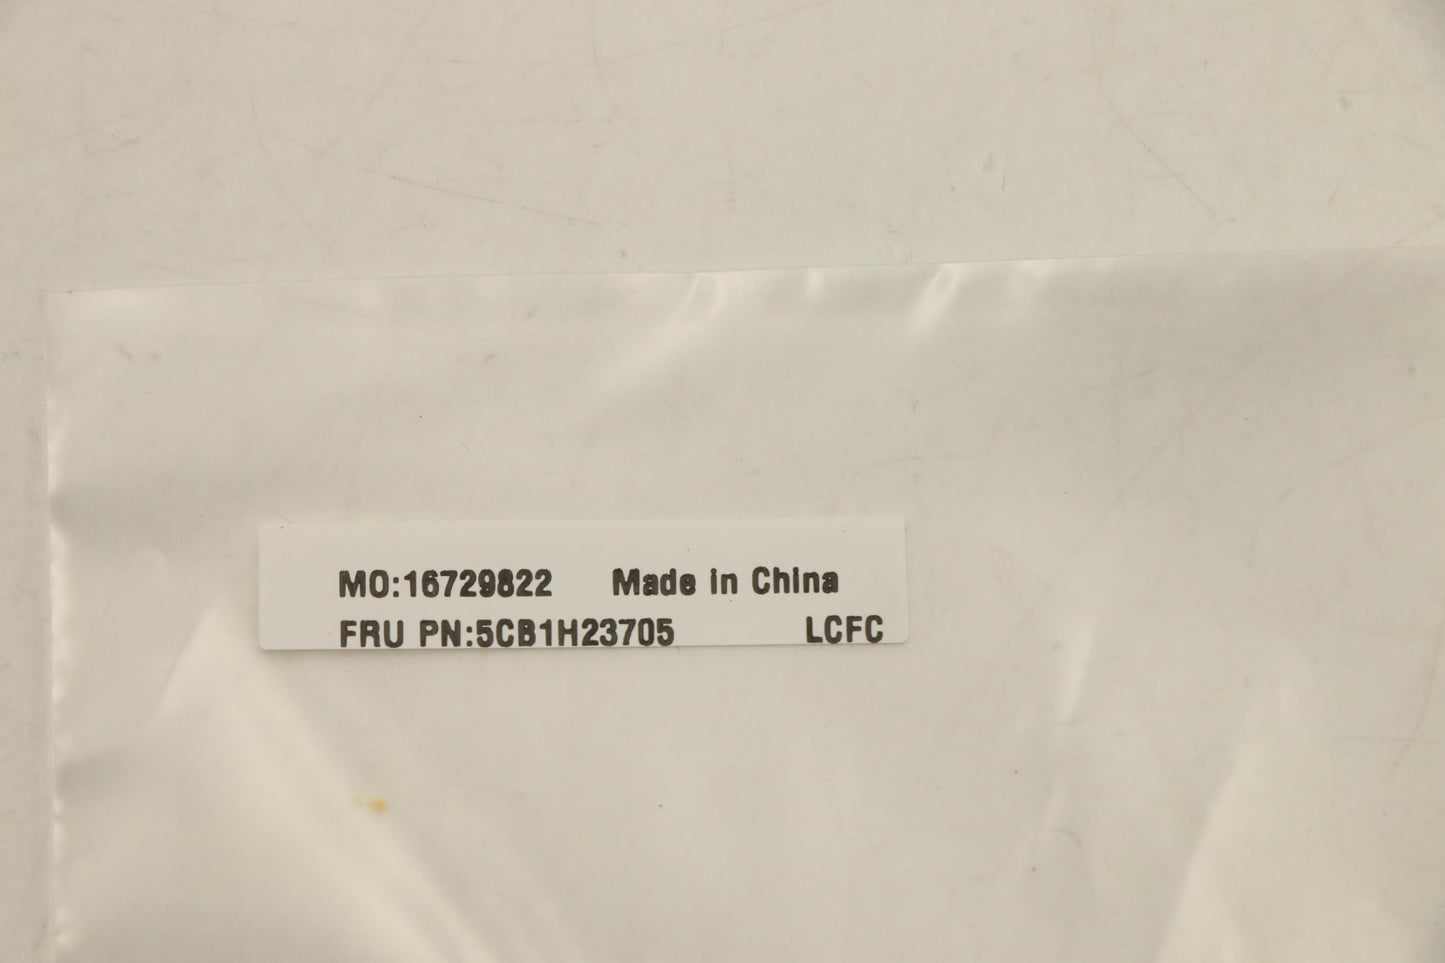 MO:16729822 Made in China
FRU PN:5CB1H23705 LCFC